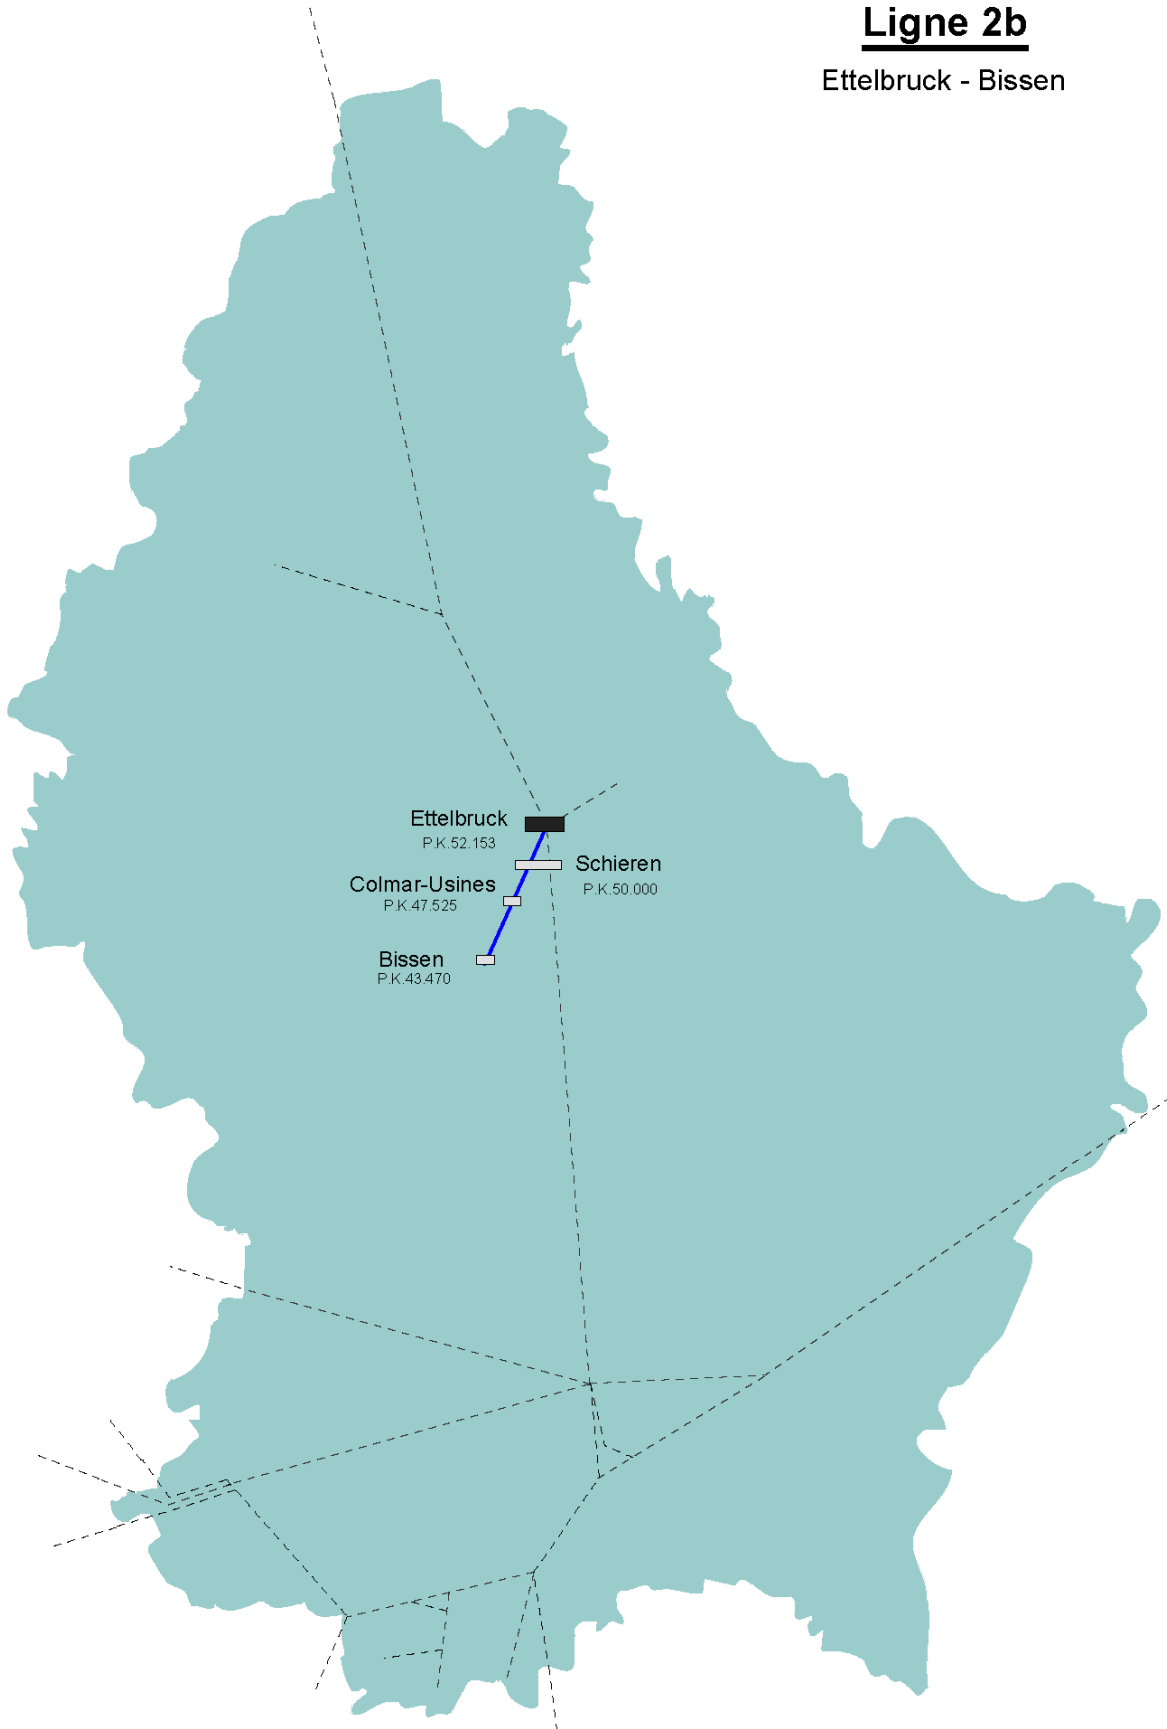 Ligne 2b
Ettelbruck - Bissen
Ettelbruck
P.K.52.153
Schieren
P.K.50.000
Colmar-Usines
P.K.47.525
Bissen
P.K.43.470